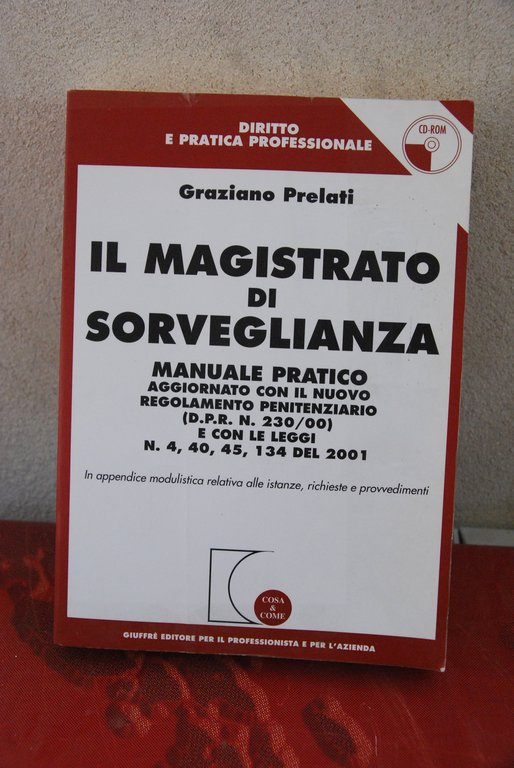 DIRITTO
E PRATICA PROFESSIONALE
CD-ROM
Graziano Prelati
IL MAGISTRATO
DI
SORVEGLIANZA
MANUALE PRATICO
AGGIORNATO CON IL NUOVO
REGOLAMENTO PENITENZIARIO
(D.P.R. N. 230/00)
E CON LE LEGGI
N. 4, 40, 45, 134 DEL 2001
In appendice modulistica relativa alle istanze, richieste e provvedimenti
COSA
&
COME
GIUFFRÈ EDITORE PER IL PROFESSIONISTA E PER L'AZIENDA